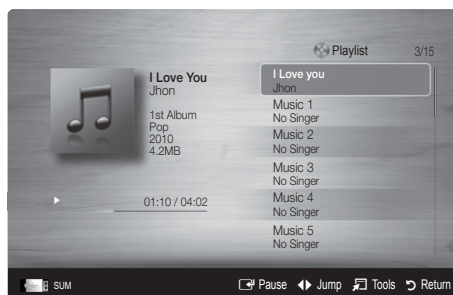 Playlist 3/15
I Love You
Jhon
1st Album
Pop
2010
4.2MB
01:10 / 04:02
I Love you
Jhon
Music 1
No Singer
Music 2
No Singer
Music 3
No Singer
Music 4
No Singer
Music 5
No Singer
SUM Pause Jump Tools Return